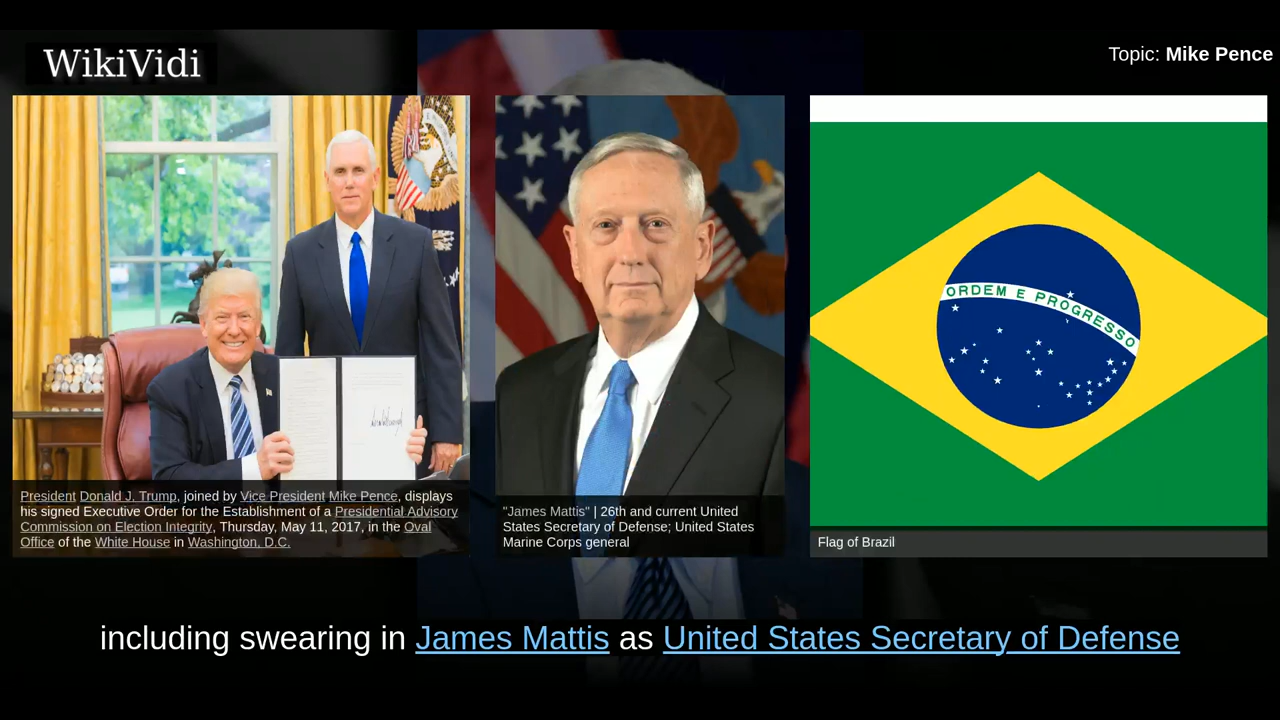 WikiVidi
Topic: Mike Pence
President Donald J. Trump, joined by Vice President Mike Pence, displays
his signed Executive Order for the Establishment of a Presidential Advisory
Commission on Election Integrity, Thursday, May 11, 2017, in the Oval
Office of the White House in Washington, D.C.
"James Mattis" | 26th and current United
States Secretary of Defense; United States
Marine Corps general
ORDEM E PROGRESSO
Flag of Brazil
including swearing in James Mattis as United States Secretary of Defense